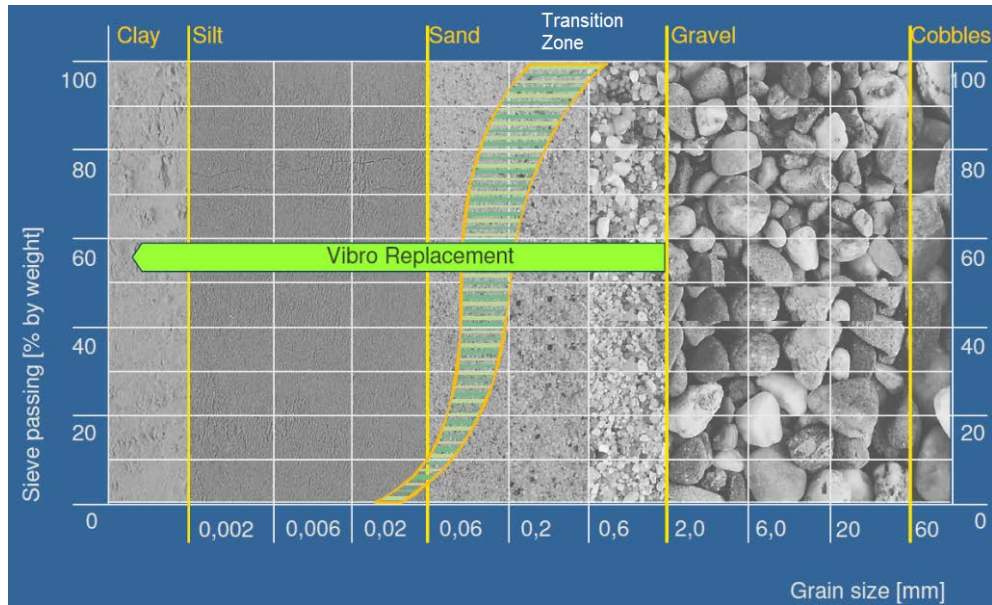 Clay Silt Sand Transition Gravel Cobbles
Zone
100 100
80 80
Vibro Replacement
60 60
40 40
20 20
0 0
Sieve passing [% by weight]
0,002 0,006 0,02 0,06 0,2 0,6 2,0 6,0 20 60
Grain size [mm]